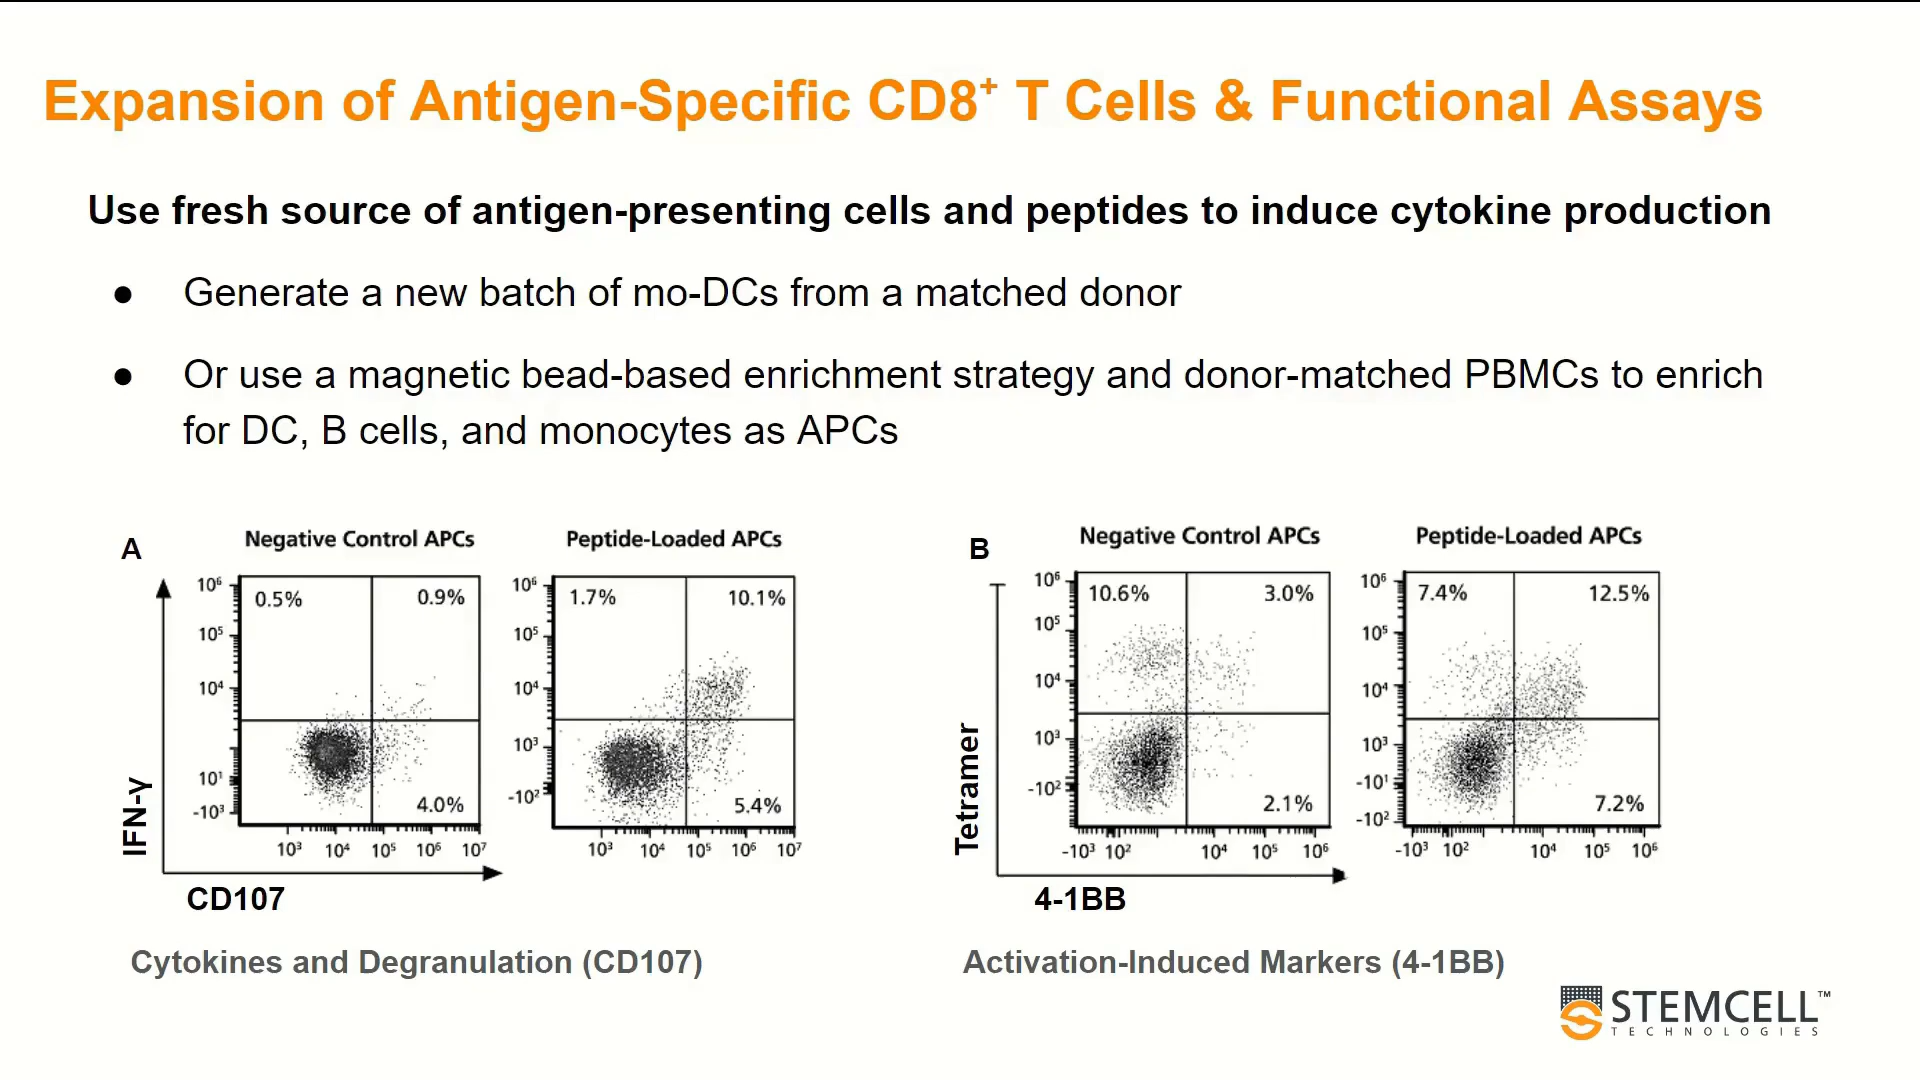 Expansion of Antigen-Specific CD8⁺ T Cells & Functional Assays
Use fresh source of antigen-presenting cells and peptides to induce cytokine production
● Generate a new batch of mo-DCs from a matched donor
● Or use a magnetic bead-based enrichment strategy and donor-matched PBMCs to enrich
for DC, B cells, and monocytes as APCs
A
Negative Control APCs
10⁶
10⁵
10⁴
10¹
-10³
0.5%
0.9%
4.0%
10³ 10⁴ 10⁵ 10⁶ 10⁷
Peptide-Loaded APCs
10⁶
10⁵
10⁴
10³
-10²
1.7%
10.1%
5.4%
10³ 10⁴ 10⁵ 10⁶ 10⁷
IFN-γ
CD107
Cytokines and Degranulation (CD107)
B
Negative Control APCs
10⁶
10⁵
10⁴
10³
-10²
10.6%
3.0%
2.1%
-10³ 10² 10⁴ 10⁵ 10⁶
Peptide-Loaded APCs
10⁶
10⁵
10⁴
10³
-10¹
-10²
7.4%
12.5%
7.2%
-10³ 10² 10⁴ 10⁵ 10⁶
Tetramer
4-1BB
Activation-Induced Markers (4-1BB)
STEMCELL™
TECHNOLOGIES